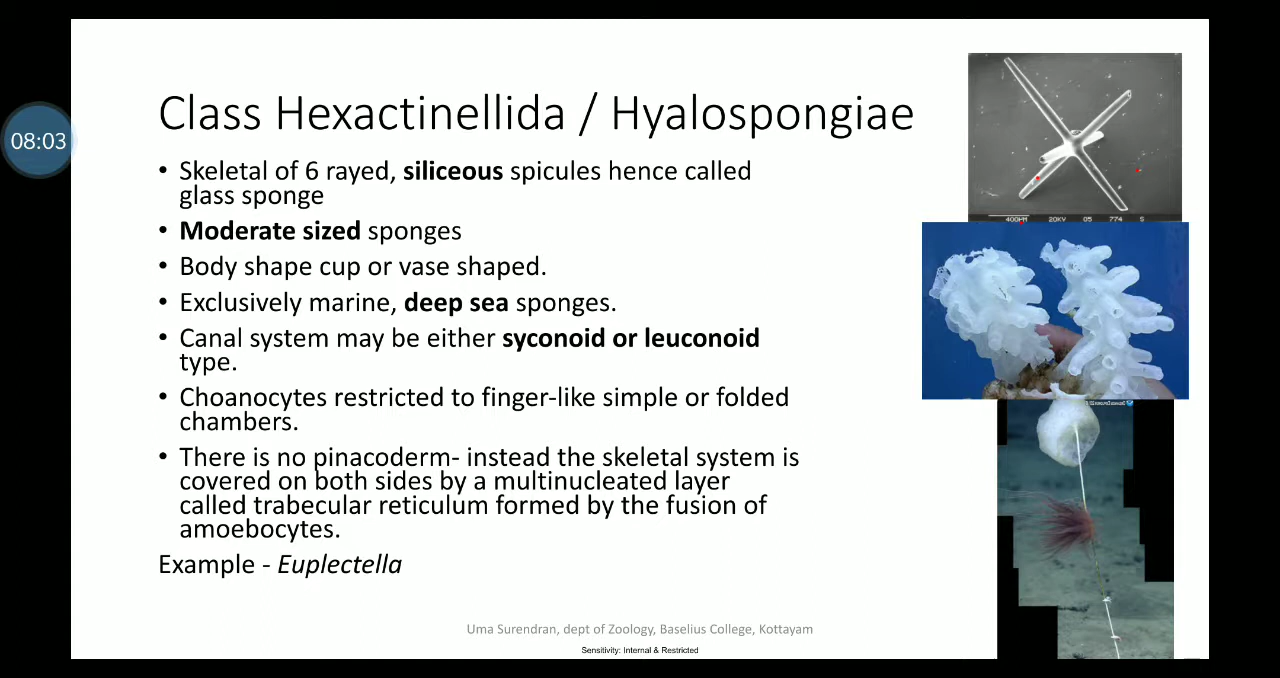 08:03
Class Hexactinellida / Hyalospongiae
• Skeletal of 6 rayed, siliceous spicules hence called
glass sponge
• Moderate sized sponges
• Body shape cup or vase shaped.
• Exclusively marine, deep sea sponges.
• Canal system may be either syconoid or leuconoid
type.
• Choanocytes restricted to finger-like simple or folded
chambers.
• There is no pinacoderm- instead the skeletal system is
covered on both sides by a multinucleated layer
called trabecular reticulum formed by the fusion of
amoebocytes.
Example - Euplectella
400µm 20KV 05 774 S
Uma Surendran, dept of Zoology, Baselius College, Kottayam
Sensitivity: Internal & Restricted